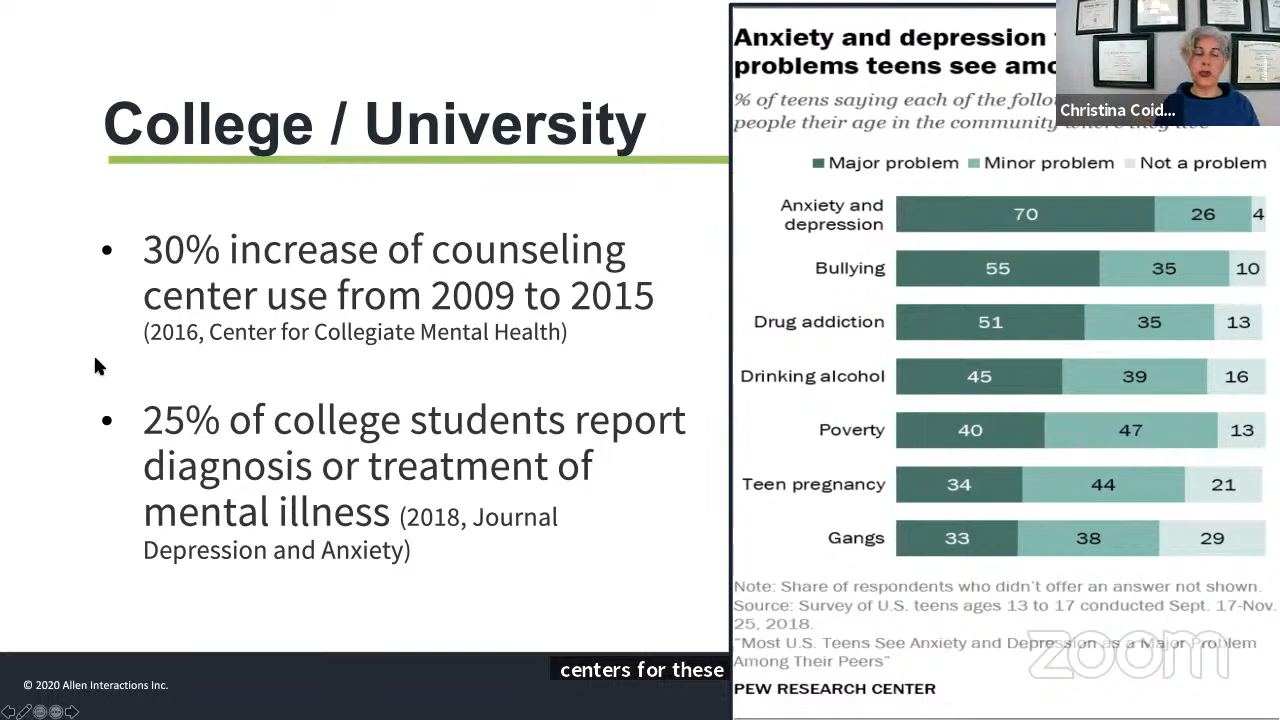 College / University
• 30% increase of counseling
center use from 2009 to 2015
(2016, Center for Collegiate Mental Health)
• 25% of college students report
diagnosis or treatment of
mental illness (2018, Journal
Depression and Anxiety)
© 2020 Allen Interactions Inc.
centers for these
Anxiety and depression
problems teens see
% of teens saying each of the
people their age in the community where they live
Christina Coid...
Major problem Minor problem Not a problem
Anxiety and
depression 70 26 4
Bullying 55 35 10
Drug addiction 51 35 13
Drinking alcohol 45 39 16
Poverty 40 47 13
Teen pregnancy 34 44 21
Gangs 33 38 29
Note: Share of respondents who didn't offer an answer not shown.
Source: Survey of U.S. teens ages 13 to 17 conducted Sept. 17-Nov.
25, 2018.
"Most U.S. Teens See Anxiety and Depression as a Major Problem
Among Their Peers"
PEW RESEARCH CENTER
zoom